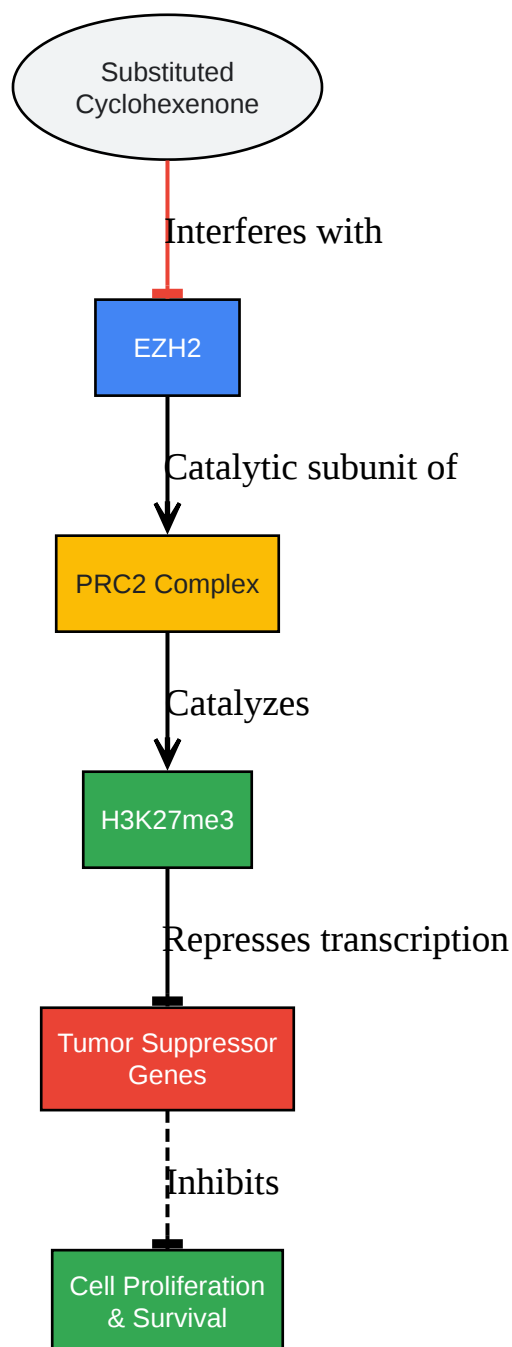 Substituted
Cyclohexenone
Interferes with
EZH2
Catalytic subunit of
PRC2 Complex
Catalyzes
H3K27me3
Represses transcription
Tumor Suppressor
Genes
Inhibits
Cell Proliferation
& Survival